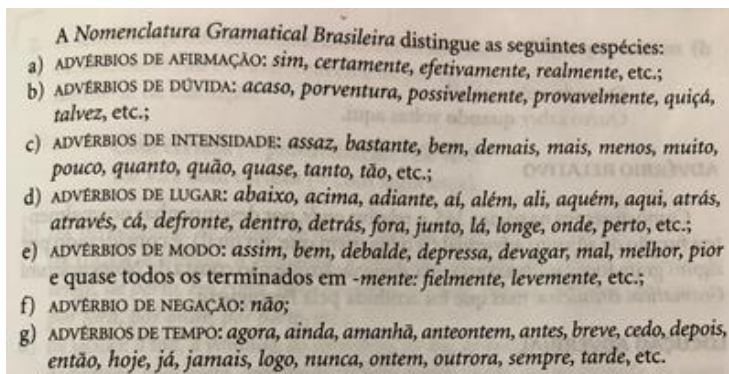 A Nomenclatura Gramatical Brasileira distingue as seguintes espécies:
a) ADVÉRBIOS DE AFIRMAÇÃO: sim, certamente, efetivamente, realmente, etc.;
b) ADVÉRBIOS DE DÚVIDA: acaso, porventura, possivelmente, provavelmente, quiçá,
talvez, etc.;
c) ADVÉRBIOS DE INTENSIDADE: assaz, bastante, bem, demais, mais, menos, muito,
pouco, quanto, quão, quase, tanto, tão, etc.;
d) ADVÉRBIOS DE LUGAR: abaixo, acima, adiante, aí, além, ali, aquém, aqui, atrás,
através, cá, defronte, dentro, detrás, fora, junto, lá, longe, onde, perto, etc.;
e) ADVÉRBIOS DE MODO: assim, bem, debalde, depressa, devagar, mal, melhor, pior
e quase todos os terminados em -mente: fielmente, levemente, etc.;
f) ADVÉRBIO DE NEGAÇÃO: não;
g) ADVÉRBIOS DE TEMPO: agora, ainda, amanhã, anteontem, antes, breve, cedo, depois,
então, hoje, já, jamais, logo, nunca, ontem, outrora, sempre, tarde, etc.